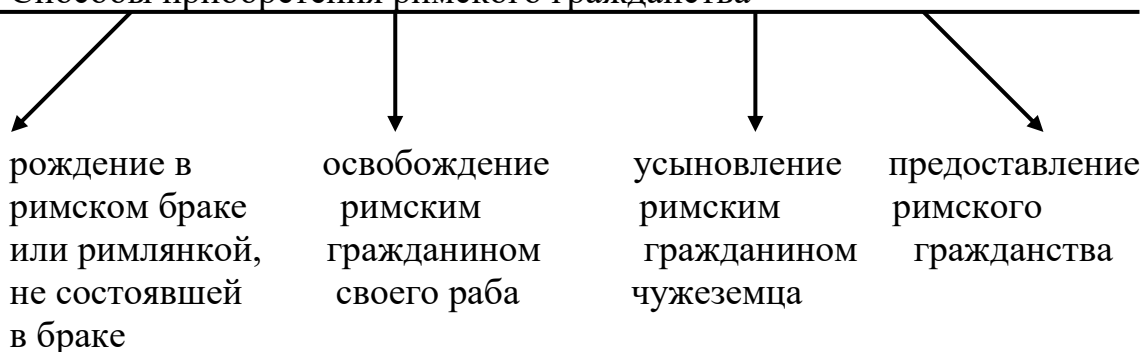 Способы приобретения римского гражданства
рождение в
римском браке
или римлянкой,
не состоявшей
в браке
освобождение
римским
гражданином
своего раба
усыновление
римским
гражданином
чужеземца
предоставление
римского
гражданства